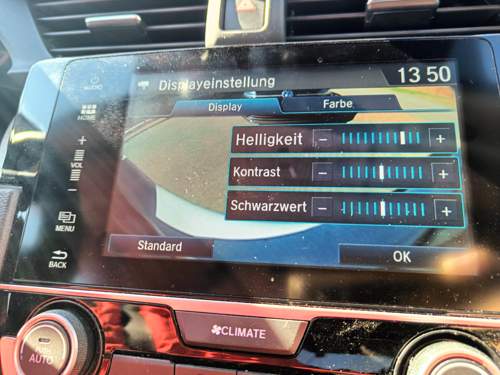 Displayeinstellung
13 50
AUDIO
Display
Farbe
HOME
Helligkeit − +
+
VOL
−
Kontrast − +
Schwarzwert − +
MENU
Standard
OK
BACK
CLIMATE
AUTO